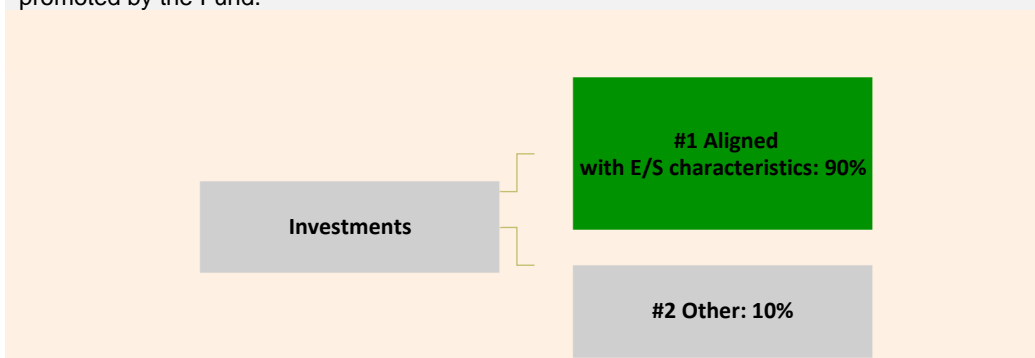 promoted by the Fund.
#1 Aligned
with E/S characteristics: 90%
Investments
#2 Other: 10%